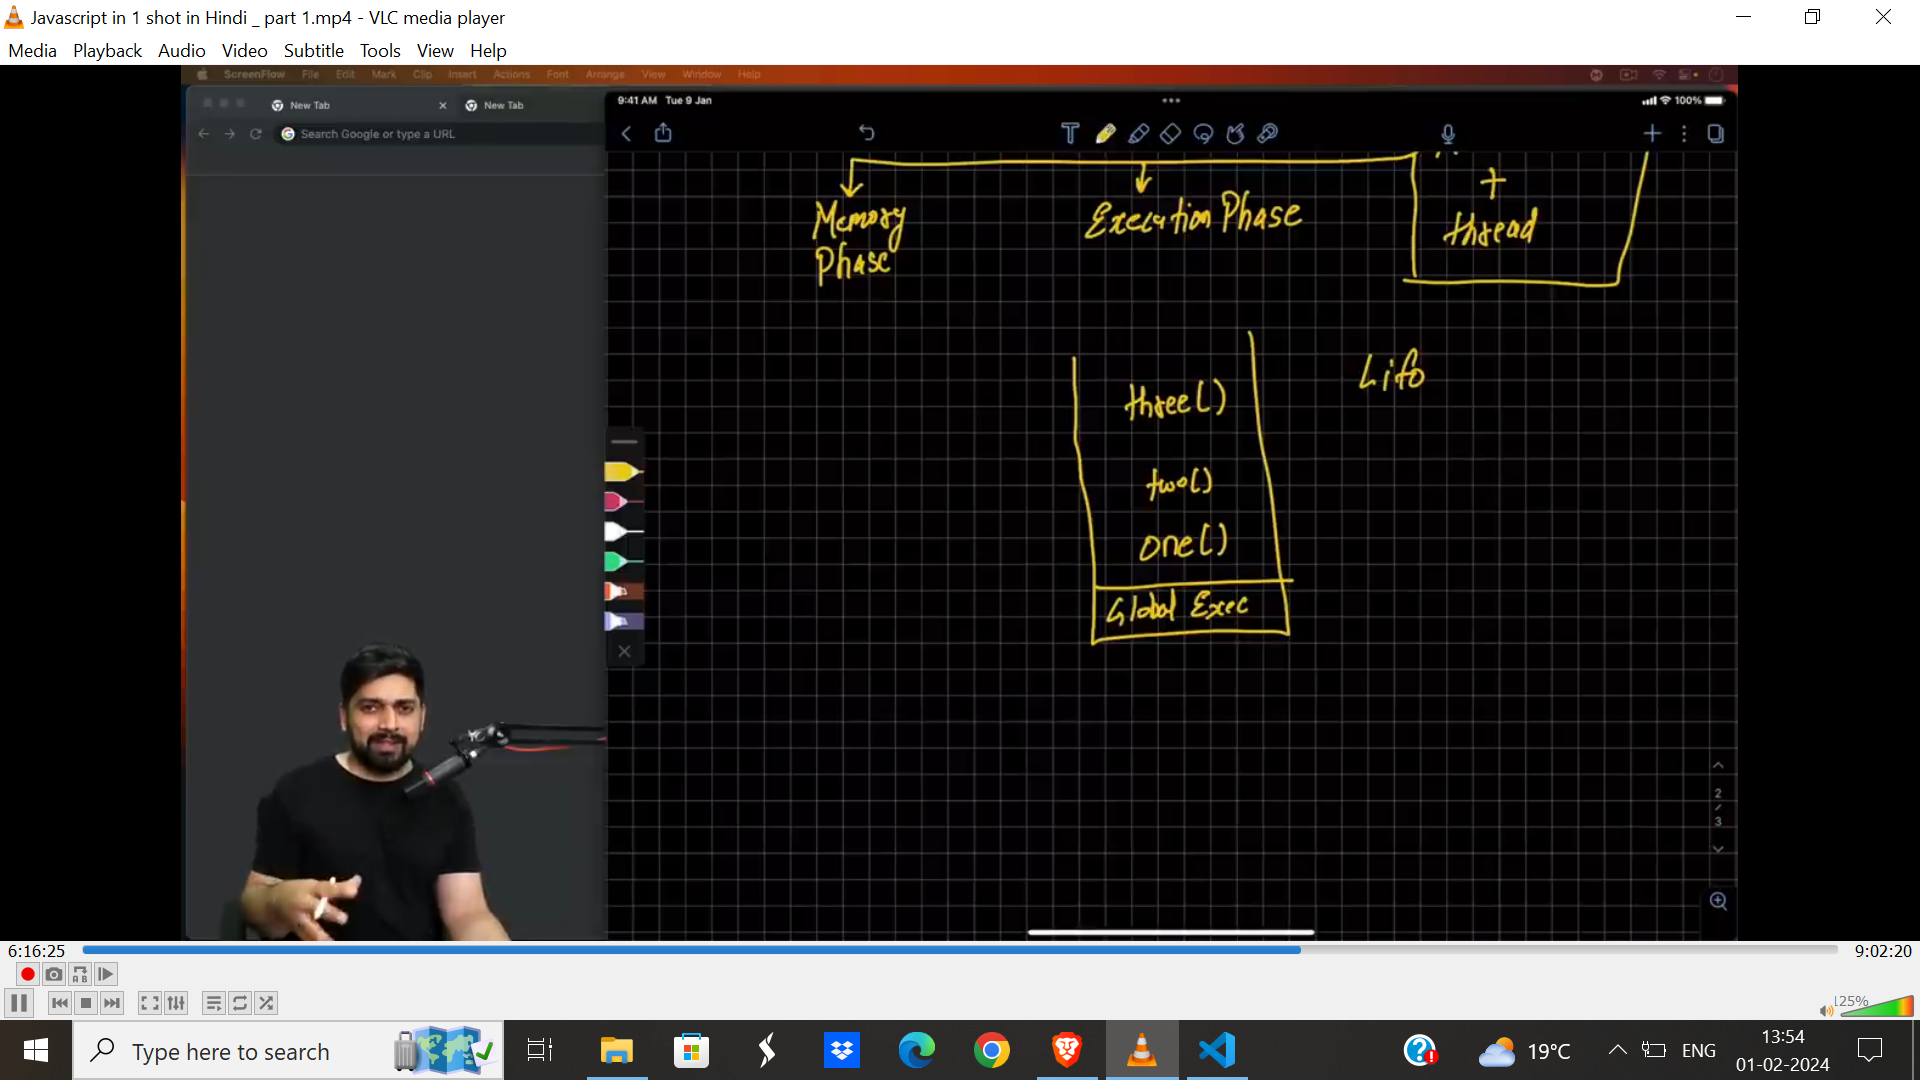 Javascript in 1 shot in Hindi _ part 1.mp4 - VLC media player
Media Playback Audio Video Subtitle Tools View Help
ScreenFlow File Edit Mark Clip Insert Actions Font Arrange View Window Help
New Tab
New Tab
Search Google or type a URL
9:41 AM Tue 9 Jan
100%
Memory
Phase
Execution Phase
+
thread
Lifo
three()
two()
one()
Global Exec
2
/
3
6:16:25
9:02:20
125%
Type here to search
19°C
ENG
13:54
01-02-2024